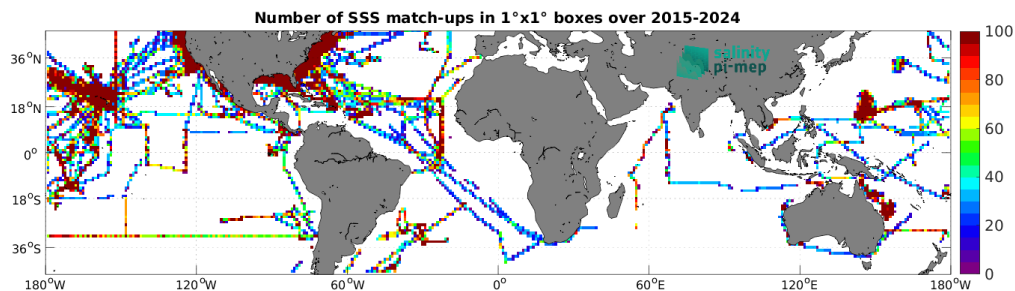 Number of SSS match-ups in 1°x1° boxes over 2015-2024
salinity
pi-mep
36°N
18°N
0°
18°S
36°S
180°W
120°W
60°W
0°
60°E
120°E
180°W
100
80
60
40
20
0